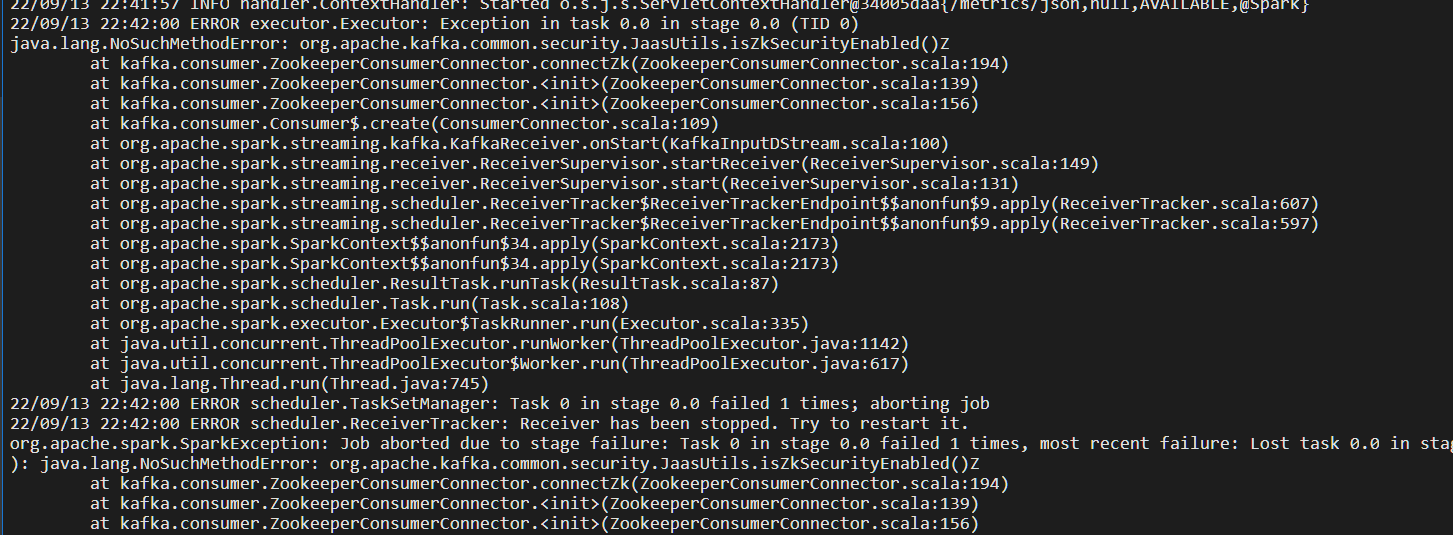 22/09/13 22:41:57 INFO handler.ContextHandler: Started o.s.j.s.ServletContextHandler@34005daa{/metrics/json,null,AVAILABLE,@Spark}
22/09/13 22:42:00 ERROR executor.Executor: Exception in task 0.0 in stage 0.0 (TID 0)
java.lang.NoSuchMethodError: org.apache.kafka.common.security.JaasUtils.isZkSecurityEnabled()Z
        at kafka.consumer.ZookeeperConsumerConnector.connectZk(ZookeeperConsumerConnector.scala:194)
        at kafka.consumer.ZookeeperConsumerConnector.<init>(ZookeeperConsumerConnector.scala:139)
        at kafka.consumer.ZookeeperConsumerConnector.<init>(ZookeeperConsumerConnector.scala:156)
        at kafka.consumer.Consumer$.create(ConsumerConnector.scala:109)
        at org.apache.spark.streaming.kafka.KafkaReceiver.onStart(KafkaInputDStream.scala:100)
        at org.apache.spark.streaming.receiver.ReceiverSupervisor.startReceiver(ReceiverSupervisor.scala:149)
        at org.apache.spark.streaming.receiver.ReceiverSupervisor.start(ReceiverSupervisor.scala:131)
        at org.apache.spark.streaming.scheduler.ReceiverTracker$ReceiverTrackerEndpoint$$anonfun$9.apply(ReceiverTracker.scala:607)
        at org.apache.spark.streaming.scheduler.ReceiverTracker$ReceiverTrackerEndpoint$$anonfun$9.apply(ReceiverTracker.scala:597)
        at org.apache.spark.SparkContext$$anonfun$34.apply(SparkContext.scala:2173)
        at org.apache.spark.SparkContext$$anonfun$34.apply(SparkContext.scala:2173)
        at org.apache.spark.scheduler.ResultTask.runTask(ResultTask.scala:87)
        at org.apache.spark.scheduler.Task.run(Task.scala:108)
        at org.apache.spark.executor.Executor$TaskRunner.run(Executor.scala:335)
        at java.util.concurrent.ThreadPoolExecutor.runWorker(ThreadPoolExecutor.java:1142)
        at java.util.concurrent.ThreadPoolExecutor$Worker.run(ThreadPoolExecutor.java:617)
        at java.lang.Thread.run(Thread.java:745)
22/09/13 22:42:00 ERROR scheduler.TaskSetManager: Task 0 in stage 0.0 failed 1 times; aborting job
22/09/13 22:42:00 ERROR scheduler.ReceiverTracker: Receiver has been stopped. Try to restart it.
org.apache.spark.SparkException: Job aborted due to stage failure: Task 0 in stage 0.0 failed 1 times, most recent failure: Lost task 0.0 in stag
): java.lang.NoSuchMethodError: org.apache.kafka.common.security.JaasUtils.isZkSecurityEnabled()Z
        at kafka.consumer.ZookeeperConsumerConnector.connectZk(ZookeeperConsumerConnector.scala:194)
        at kafka.consumer.ZookeeperConsumerConnector.<init>(ZookeeperConsumerConnector.scala:139)
        at kafka.consumer.ZookeeperConsumerConnector.<init>(ZookeeperConsumerConnector.scala:156)